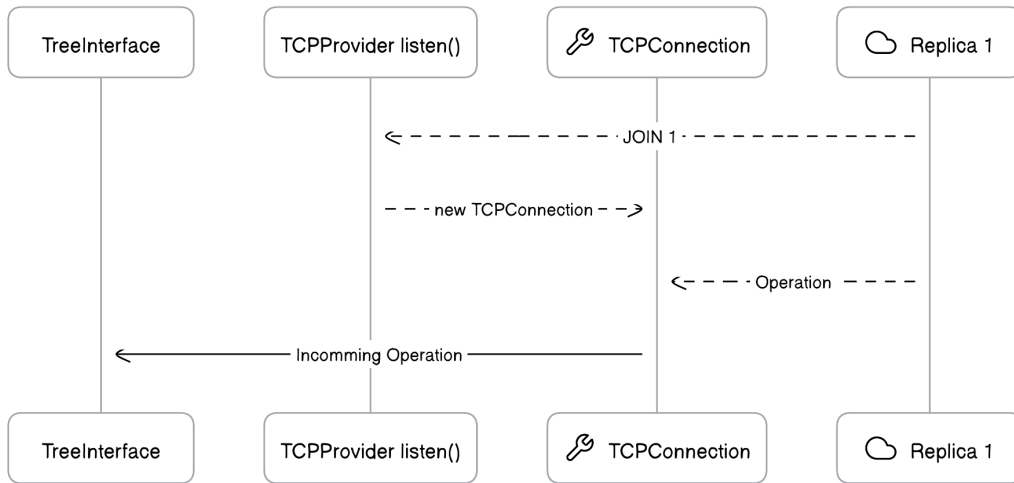 TreeInterface
TCPProvider listen()
TCPConnection
Replica 1
JOIN 1
new TCPConnection
Operation
Incomming Operation
TreeInterface
TCPProvider listen()
TCPConnection
Replica 1